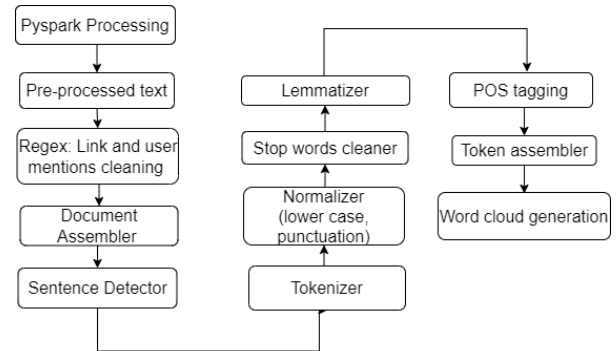 Pyspark Processing
Pre-processed text
Regex: Link and user
mentions cleaning
Document
Assembler
Sentence Detector
Tokenizer
Normalizer
(lower case,
punctuation)
Stop words cleaner
Lemmatizer
POS tagging
Token assembler
Word cloud generation